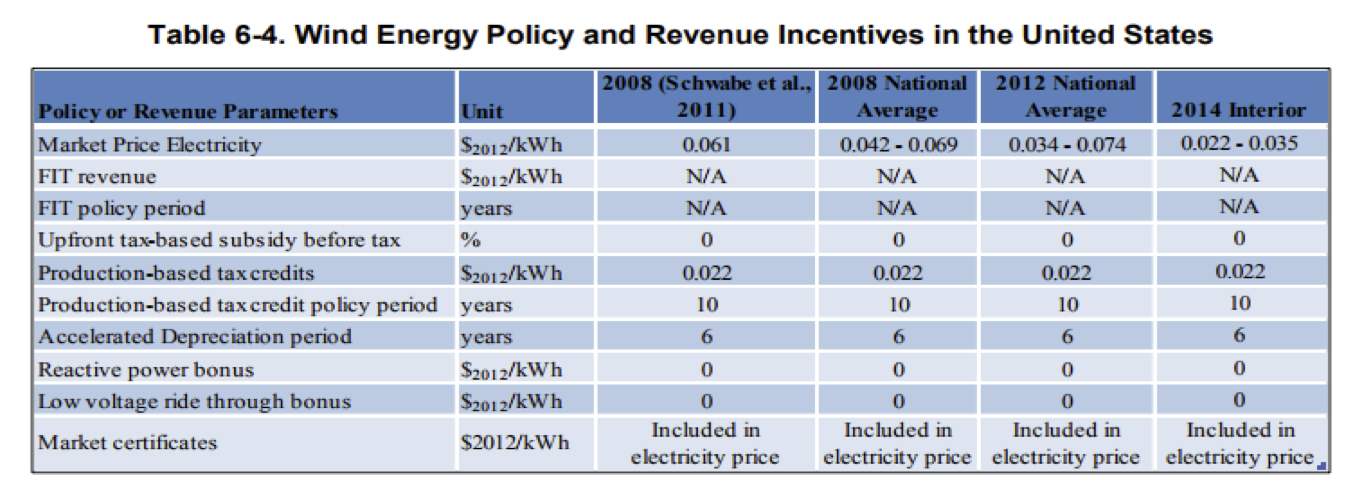 Table 6-4. Wind Energy Policy and Revenue Incentives in the United States
Policy or Revenue Parameters Unit 2008 (Schwabe et al., 2011) 2008 National Average 2012 National Average 2014 Interior
Market Price Electricity $2012/kWh 0.061 0.042 - 0.069 0.034 - 0.074 0.022 - 0.035
FIT revenue $2012/kWh N/A N/A N/A N/A
FIT policy period years N/A N/A N/A N/A
Upfront tax-based subsidy before tax % 0 0 0 0
Production-based tax credits $2012/kWh 0.022 0.022 0.022 0.022
Production-based tax credit policy period years 10 10 10 10
Accelerated Depreciation period years 6 6 6 6
Reactive power bonus $2012/kWh 0 0 0 0
Low voltage ride through bonus $2012/kWh 0 0 0 0
Market certificates $2012/kWh Included in electricity price Included in electricity price Included in electricity price Included in electricity price